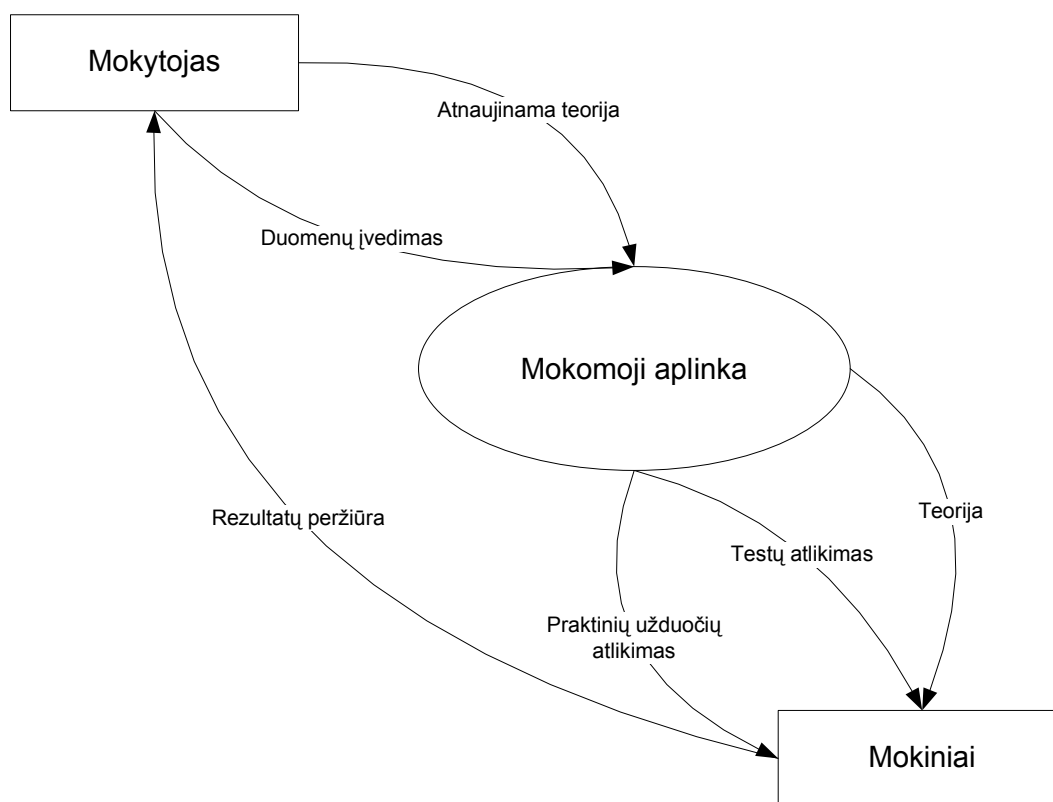 Mokytojas
Atnaujinama teorija
Duomenų įvedimas
Mokomoji aplinka
Rezultatų peržiūra
Teorija
Testų atlikimas
Praktinių užduočių
atlikimas
Mokiniai